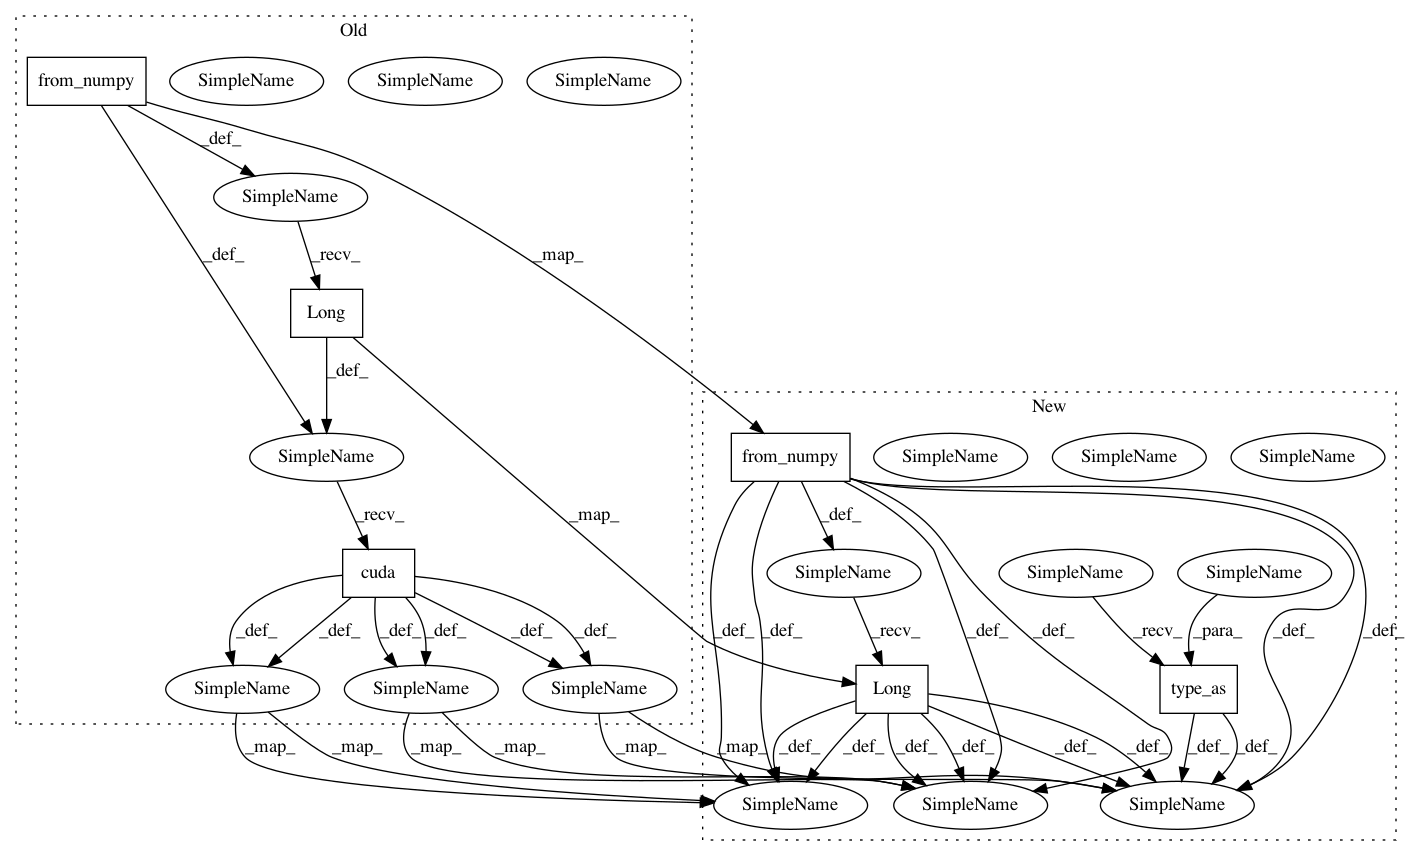 Old
from_numpy SimpleName SimpleName SimpleName
_def_
SimpleName
_def_ _recv_ _map_
Long
_def_
New
SimpleName from_numpy SimpleName SimpleName SimpleName
_recv_ _map_ _def_
cuda SimpleName SimpleName SimpleName
_def_ _def_ _def_ _def_ _def_ _def_ _def_ _def_ _recv_ _def_ _def_ _recv_ _para_ _def_ _def_
SimpleName SimpleName SimpleName Long type_as
_map_ _map_ _map_ _map_ _map_ _def_ _def_ _def_ _def_ _def_ _def_ _def_ _def_
SimpleName SimpleName SimpleName